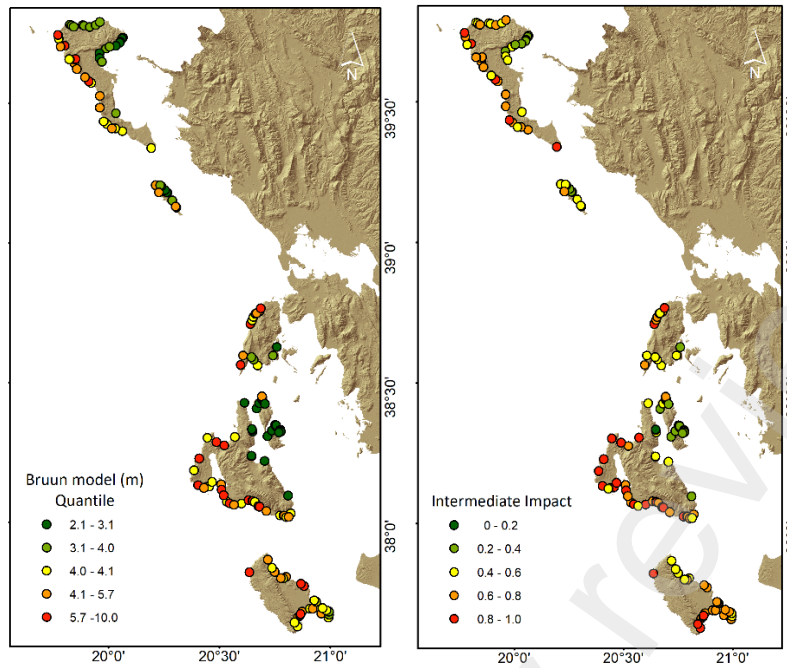 N
39°30'
39°0'
38°30'
38°0'
Bruun model (m)
Quantile
2.1 - 3.1
3.1 - 4.0
4.0 - 4.1
4.1 - 5.7
5.7 -10.0
20°0'
20°30'
21°0'
N
Intermediate Impact
0 - 0.2
0.2 - 0.4
0.4 - 0.6
0.6 - 0.8
0.8 - 1.0
20°0'
20°30'
21°0'